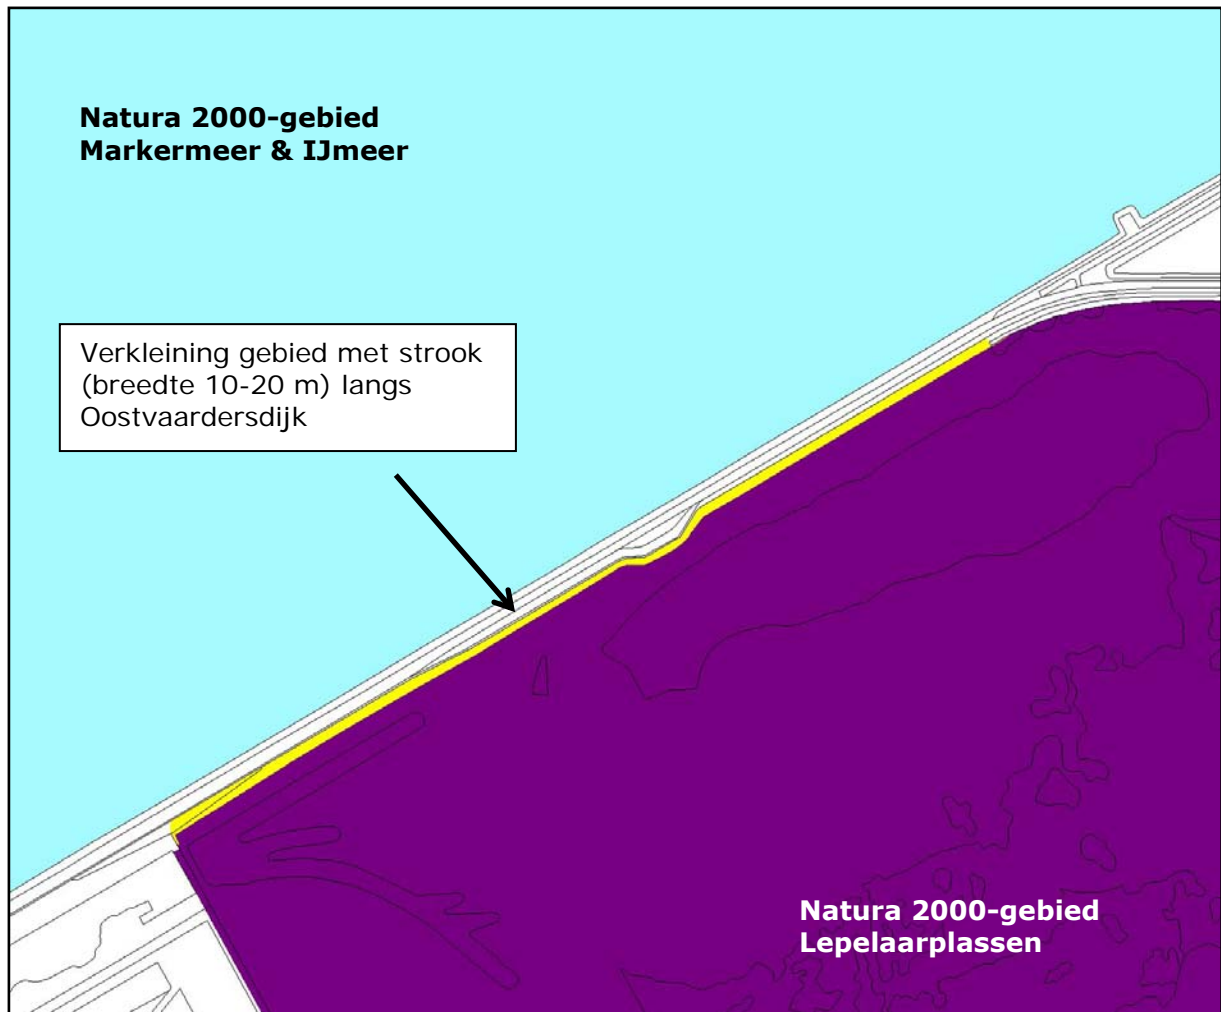 Natura 2000-gebied
Markermeer & IJmeer
Verkleining gebied met strook
(breedte 10-20 m) langs
Oostvaardersdijk
Natura 2000-gebied
Lepelaarplassen